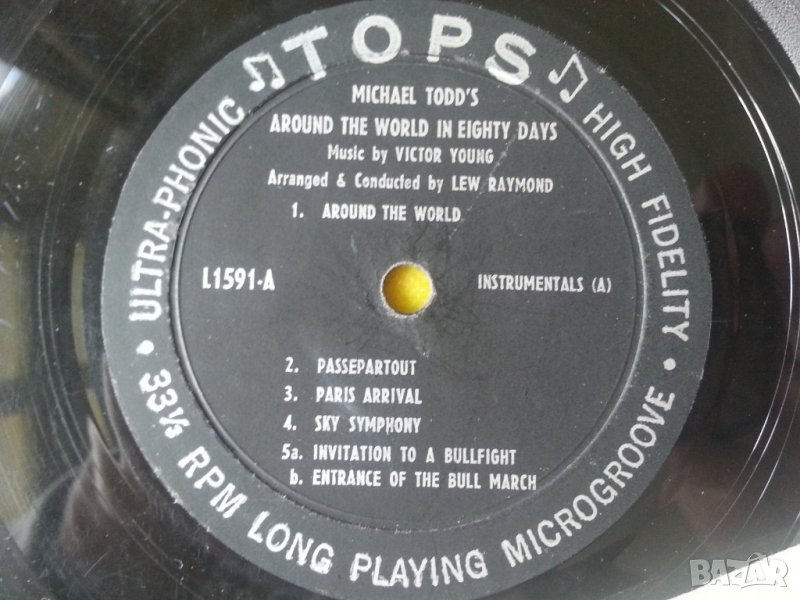 TOPS
ULTRA-PHONIC
HIGH FIDELITY
MICHAEL TODD'S
AROUND THE WORLD IN EIGHTY DAYS
Music by VICTOR YOUNG
Arranged & Conducted by LEW RAYMOND
1. AROUND THE WORLD
L1591-A
INSTRUMENTALS (A)
2. PASSEPARTOUT
3. PARIS ARRIVAL
4. SKY SYMPHONY
5a. INVITATION TO A BULLFIGHT
b. ENTRANCE OF THE BULL MARCH
33⅓ RPM LONG PLAYING MICROGROOVE
BAZAR